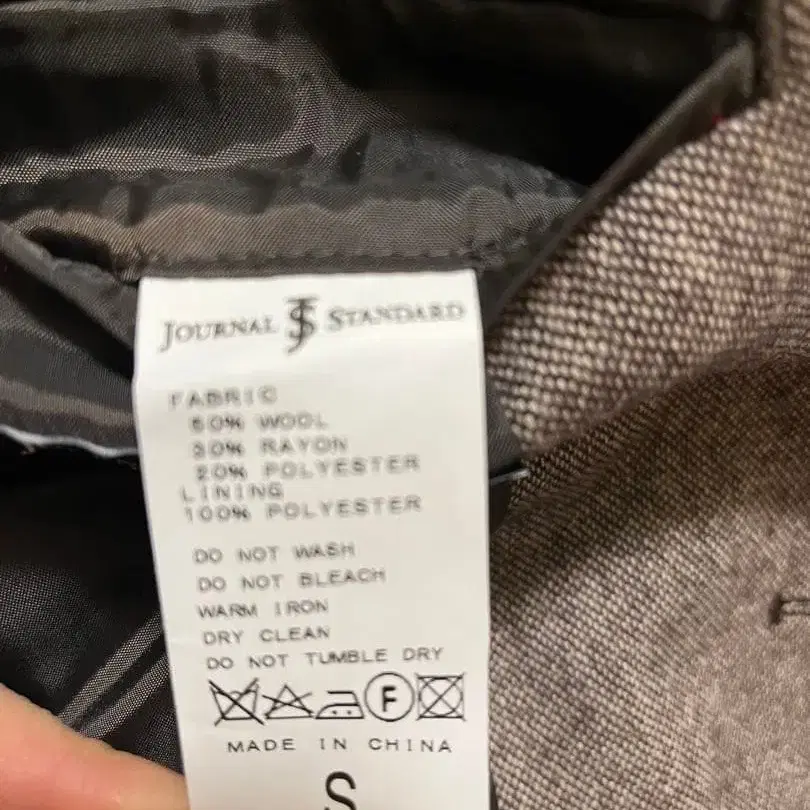 JOURNAL JS STANDARD
FABRIC
50% WOOL
30% RAYON
20% POLYESTER
LINING
100% POLYESTER
DO NOT WASH
DO NOT BLEACH
WARM IRON
DRY CLEAN
DO NOT TUMBLE DRY
F
MADE IN CHINA
S